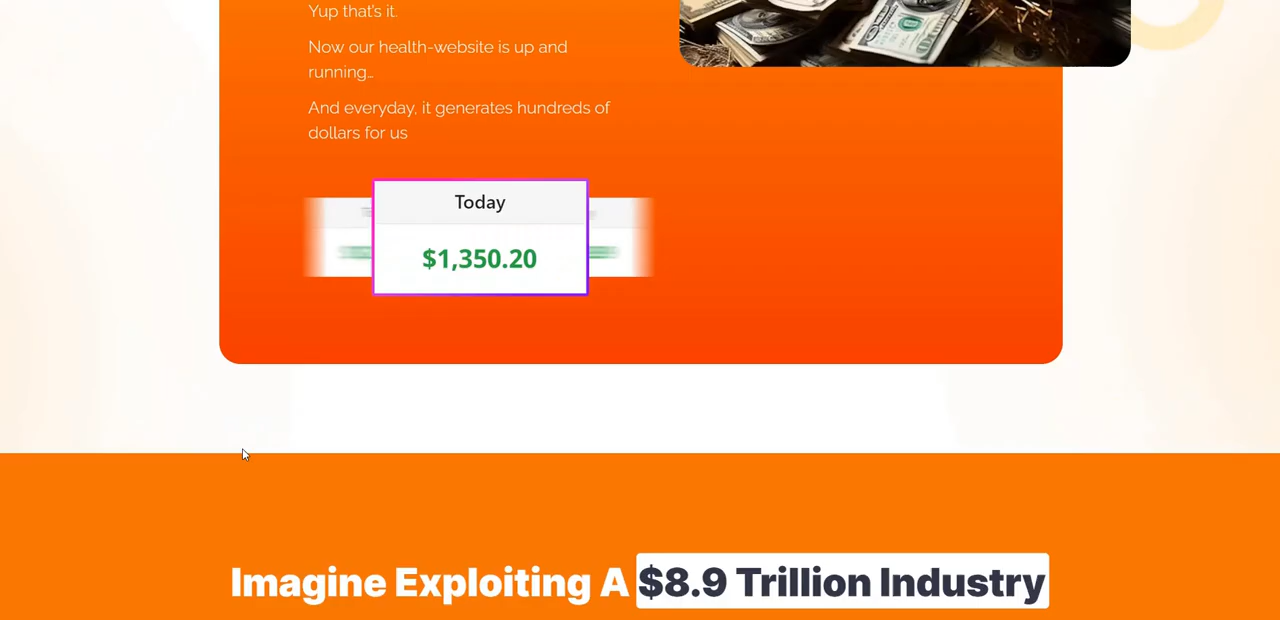 Yup that's it.
Now our health-website is up and
running…
And everyday, it generates hundreds of
dollars for us
Today
$1,350.20
Imagine Exploiting A $8.9 Trillion Industry